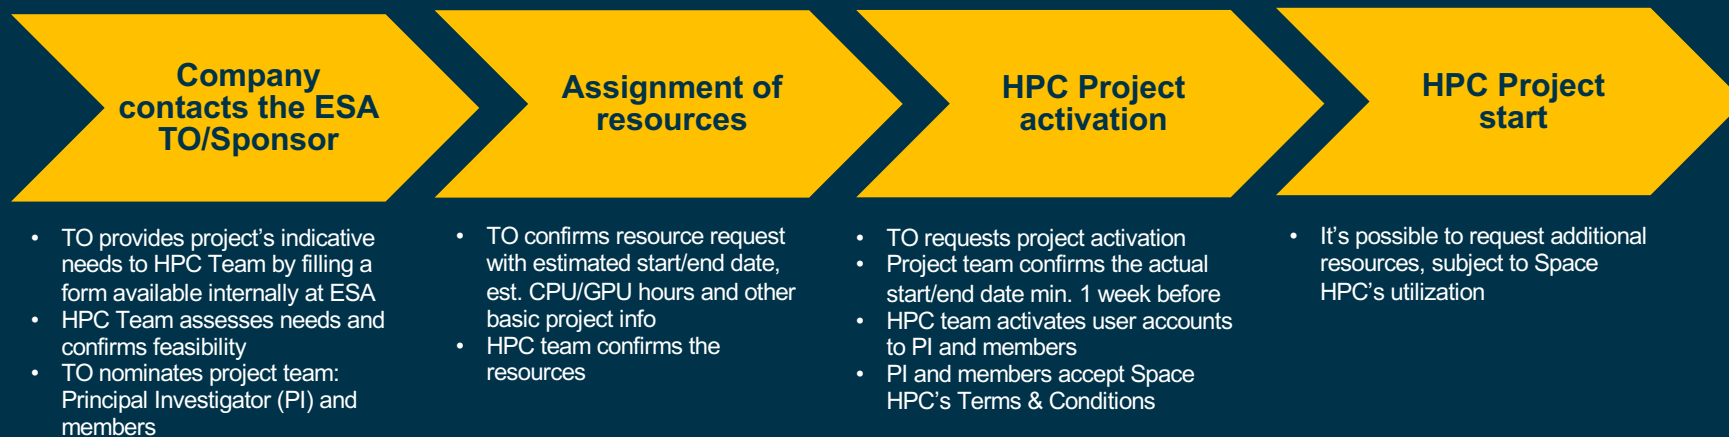 Company
contacts the ESA
TO/Sponsor
• TO provides project's indicative
needs to HPC Team by filling a
form available internally at ESA
• HPC Team assesses needs and
confirms feasibility
• TO nominates project team:
Principal Investigator (PI) and
members
Assignment of
resources
• TO confirms resource request
with estimated start/end date,
est. CPU/GPU hours and other
basic project info
• HPC team confirms the
resources
HPC Project
activation
• TO requests project activation
• Project team confirms the actual
start/end date min. 1 week before
• HPC team activates user accounts
to PI and members
• PI and members accept Space
HPC's Terms & Conditions
HPC Project
start
• It's possible to request additional
resources, subject to Space
HPC's utilization